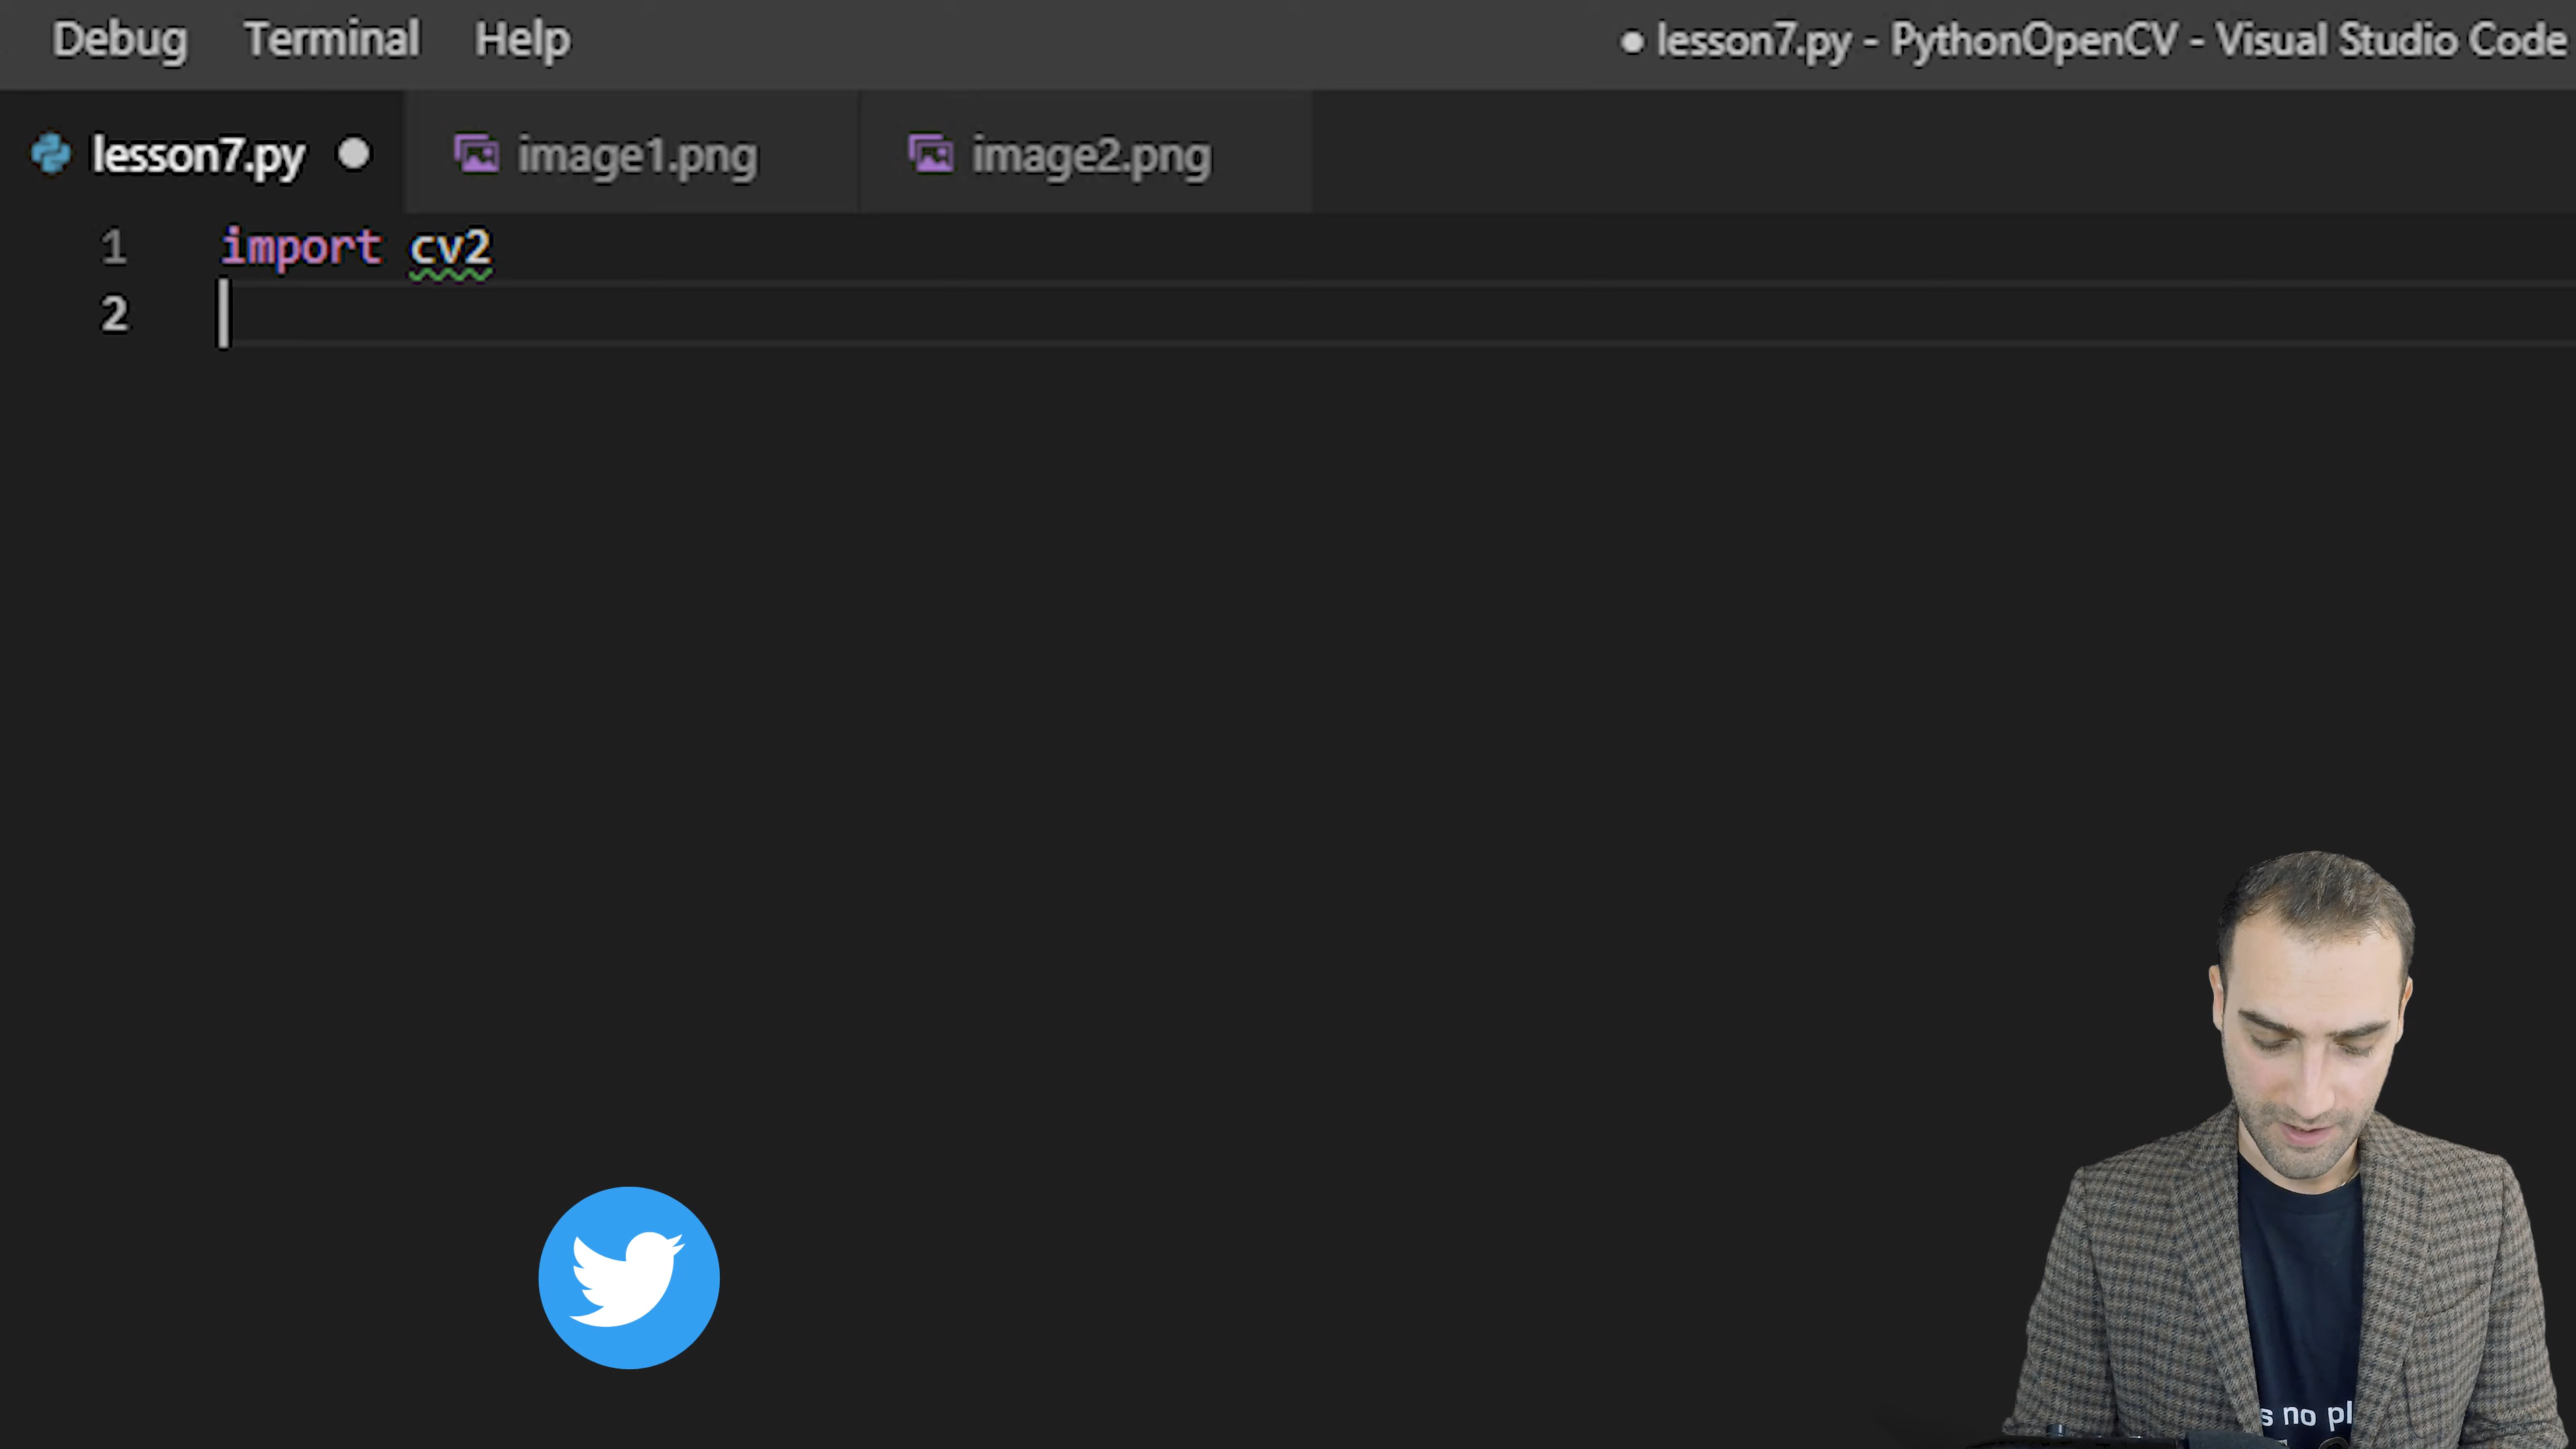 Debug Terminal Help
● lesson7.py - PythonOpenCV - Visual Studio Code
lesson7.py ●
image1.png
image2.png
1 import cv2
2
s no pl